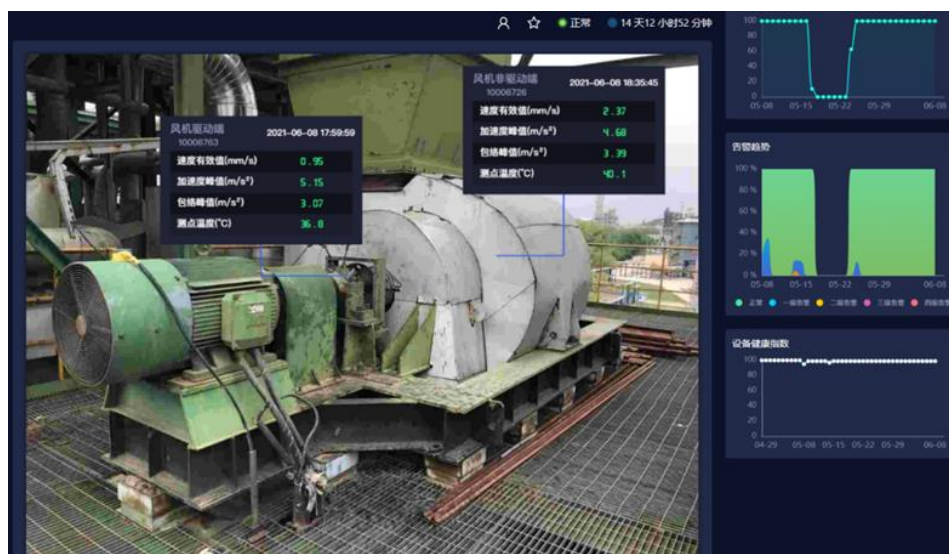 正常
14 天12 小时52 分钟
风机驱动端
2021-06-08 17:59:59
10006763
速度有效值(mm/s) 0.95
加速度峰值(m/s²) 5.15
包络峰值(m/s²) 3.07
测点温度(℃) 36.8
风机非驱动端
2021-06-08 18:35:45
10006726
速度有效值(mm/s) 2.37
加速度峰值(m/s²) 4.68
包络峰值(m/s²) 3.39
测点温度(℃) 40.1
100
80
60
40
20
0
05-08 05-15 05-22 05-29 06-08
告警趋势
100 %
80 %
60 %
40 %
20 %
0 %
05-08 05-15 05-22 05-29 06-08
正常 一级告警 二级告警 三级告警 四级告警
设备健康指数
100
80
60
40
20
0
04-29 05-08 05-15 05-22 05-29 06-08